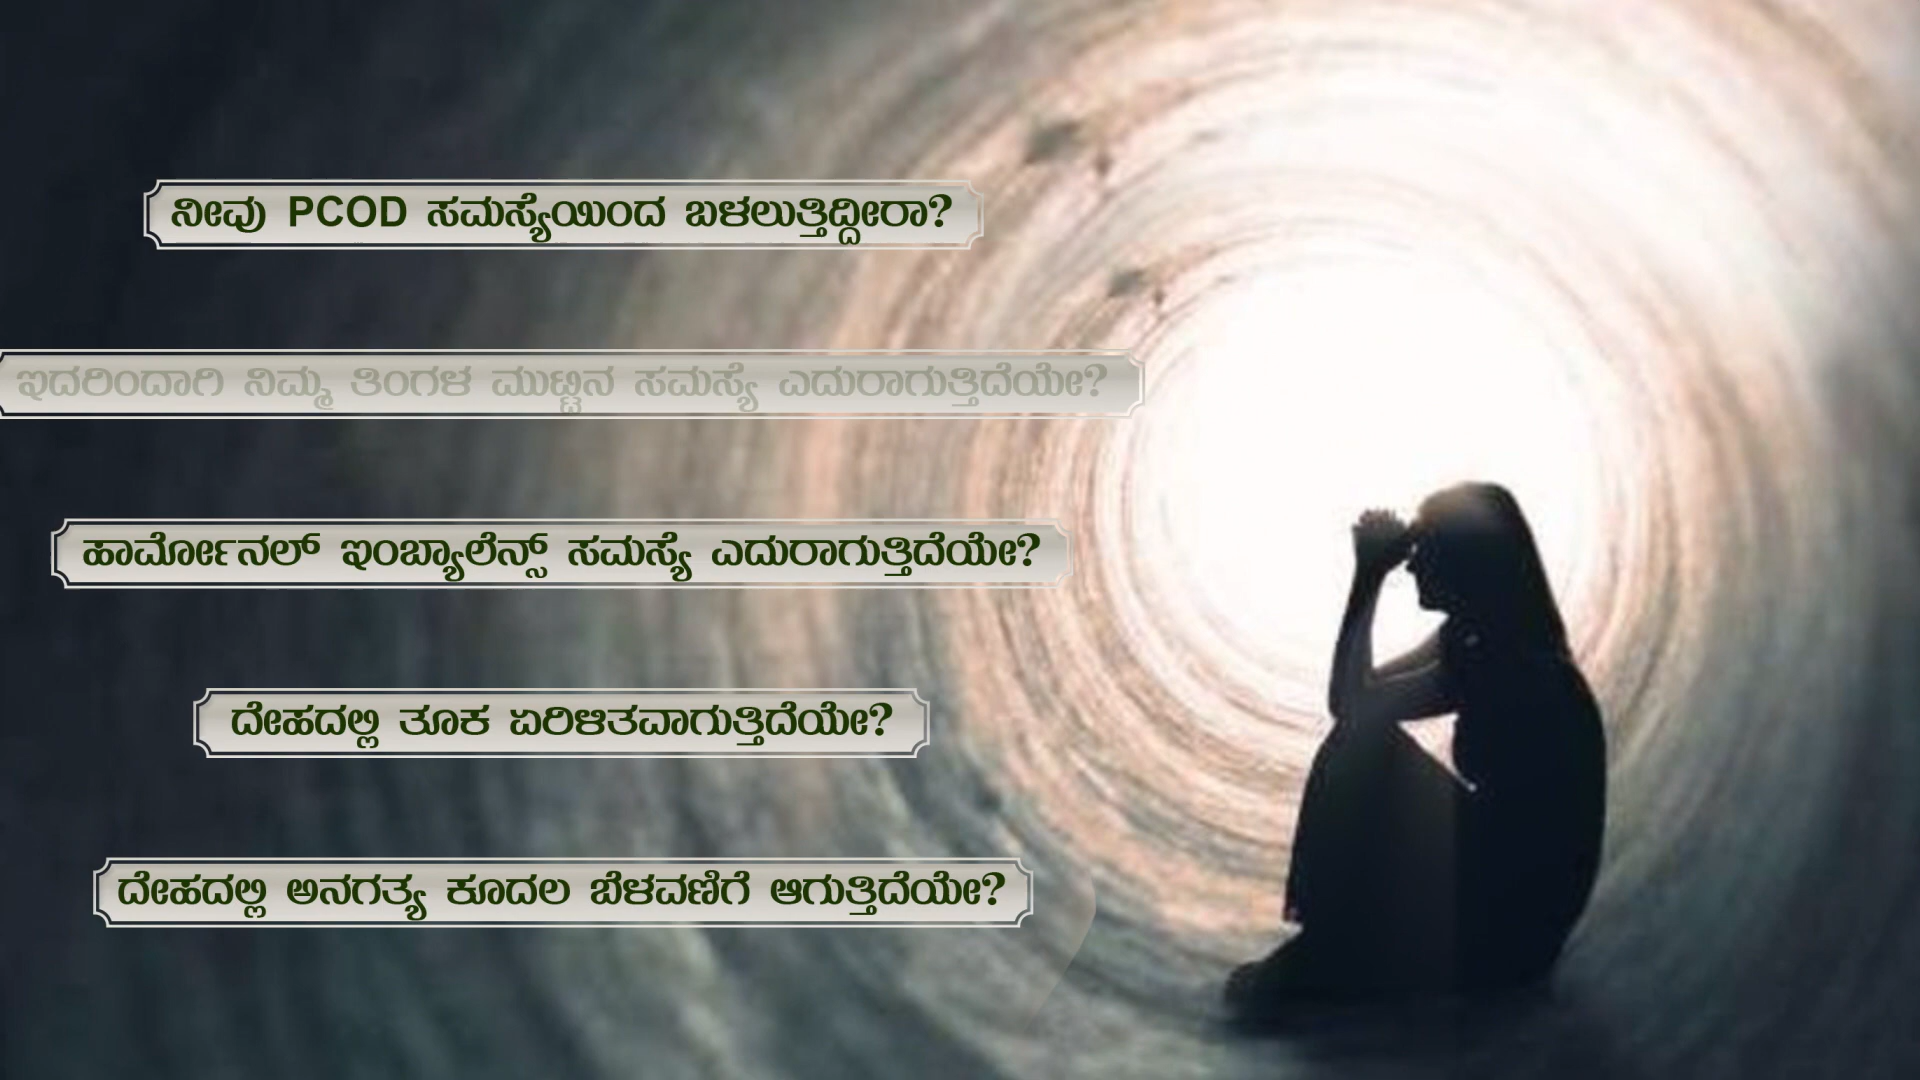 ನೀವು PCOD ಸಮಸ್ಯೆಯಿಂದ ಬಳಲುತ್ತಿದ್ದೀರಾ?
ಇದರಿಂದಾಗಿ ನಿಮ್ಮ ತಿಂಗಳ ಮುಟ್ಟಿನ ಸಮಸ್ಯೆ ಎದುರಾಗುತ್ತಿದೆಯೇ?
ಹಾರ್ಮೋನಲ್ ಇಂಬ್ಯಾಲೆನ್ಸ್ ಸಮಸ್ಯೆ ಎದುರಾಗುತ್ತಿದೆಯೇ?
ದೇಹದಲ್ಲಿ ತೂಕ ಏರಿಳಿತವಾಗುತ್ತಿದೆಯೇ?
ದೇಹದಲ್ಲಿ ಅನಗತ್ಯ ಕೂದಲ ಬೆಳವಣಿಗೆ ಆಗುತ್ತಿದೆಯೇ?